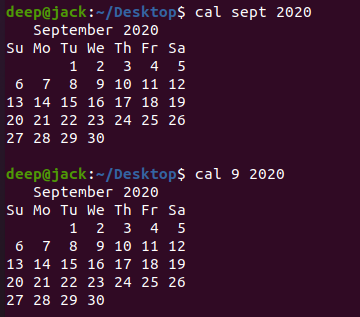 deep@jack:~/Desktop$ cal sept 2020
   September 2020
Su Mo Tu We Th Fr Sa
       1  2  3  4  5
 6  7  8  9 10 11 12
13 14 15 16 17 18 19
20 21 22 23 24 25 26
27 28 29 30

deep@jack:~/Desktop$ cal 9 2020
   September 2020
Su Mo Tu We Th Fr Sa
       1  2  3  4  5
 6  7  8  9 10 11 12
13 14 15 16 17 18 19
20 21 22 23 24 25 26
27 28 29 30